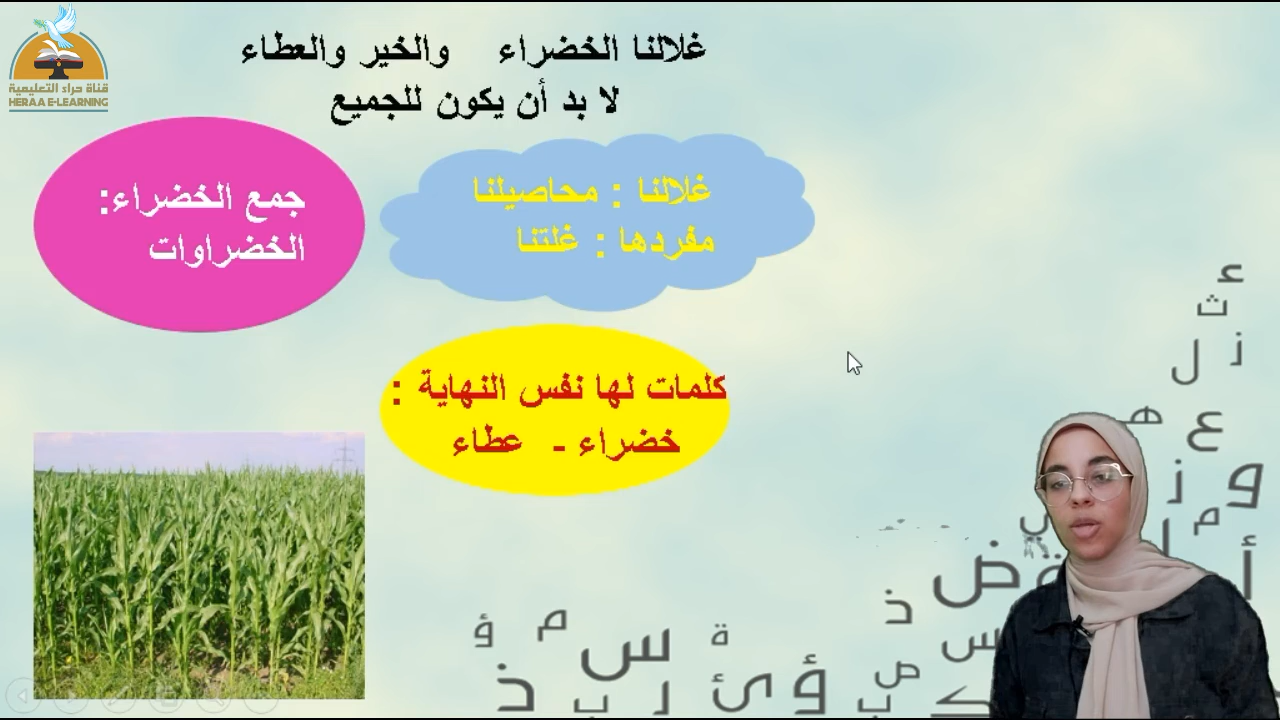 غلالنا الخضراء والخير والعطاء
لا بد أن يكون للجميع
غلالنا : محاصيلنا
مفردها : غلتنا
جمع الخضراء:
الخضراوات
كلمات لها نفس النهاية :
خضراء - عطاء
قناة حراء التعليمية
HERAA E-LEARNING